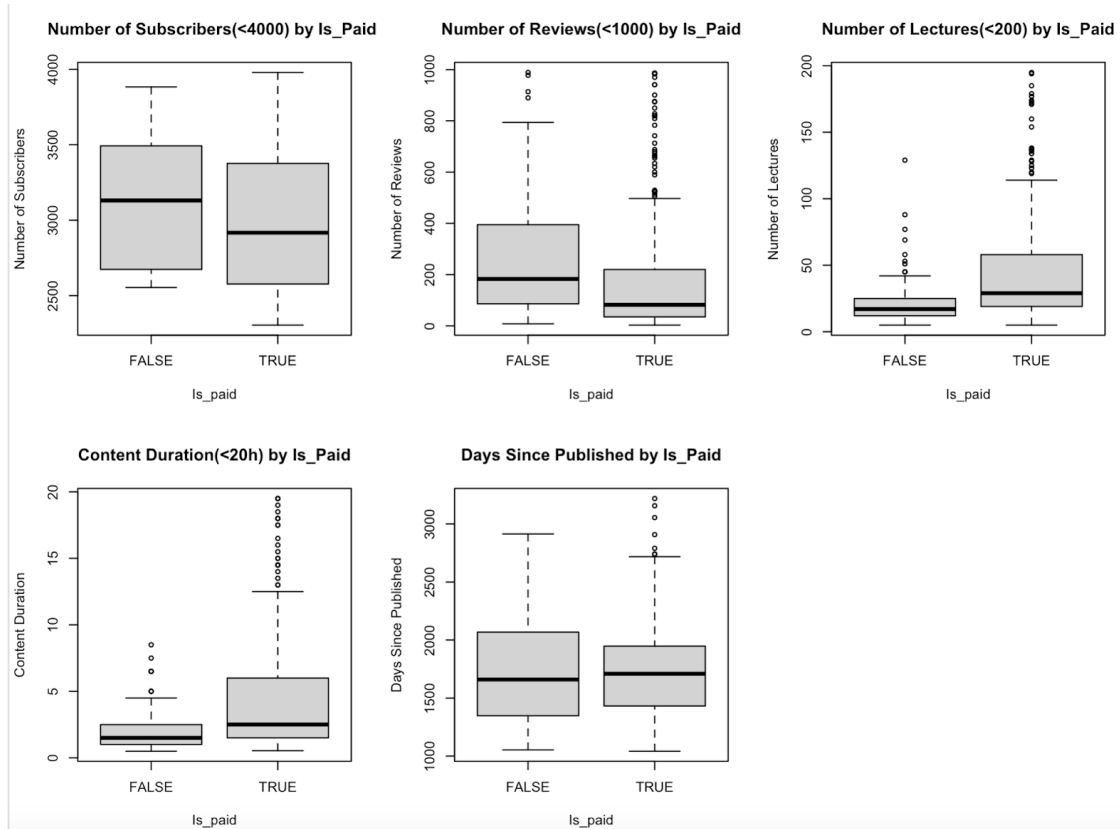 Number of Subscribers(<4000) by Is_Paid
Number of Subscribers
4000
3500
3000
2500
FALSE TRUE
Is_paid
Number of Reviews(<1000) by Is_Paid
Number of Reviews
1000
800
600
400
200
0
FALSE TRUE
Is_paid
Number of Lectures(<200) by Is_Paid
Number of Lectures
200
150
100
50
0
FALSE TRUE
Is_paid
Content Duration(<20h) by Is_Paid
Content Duration
20
15
10
5
0
FALSE TRUE
Is_paid
Days Since Published by Is_Paid
Days Since Published
3000
2500
2000
1500
1000
FALSE TRUE
Is_paid